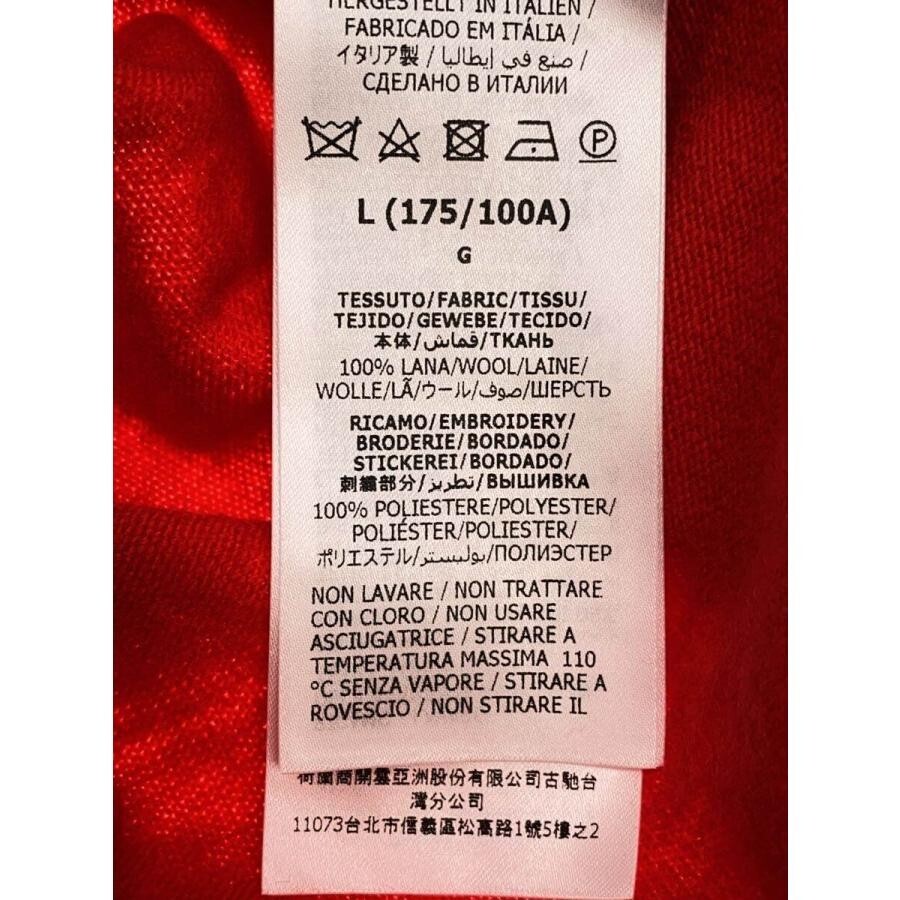 HERGESTELLT IN ITALIEN /
FABRICADO EM ITÁLIA /
イタリア製 / صنع في إيطاليا /
СДЕЛАНО В ИТАЛИИ
P
L (175/100A)
G
TESSUTO/FABRIC/TISSU/
TEJIDO/GEWEBE/TECIDO/
本体/قماش/ТКАНЬ
100% LANA/WOOL/LAINE/
WOLLE/LÃ/ウール/صوف/ШЕРСТЬ
RICAMO/EMBROIDERY/
BRODERIE/BORDADO/
STICKEREI/BORDADO/
刺繍部分/تطريز/ВЫШИВКА
100% POLIESTERE/POLYESTER/
POLIÉSTER/POLIESTER/
ポリエステル/بوليستر/ПОЛИЭСТЕР
NON LAVARE / NON TRATTARE
CON CLORO / NON USARE
ASCIUGATRICE / STIRARE A
TEMPERATURA MASSIMA 110
°C SENZA VAPORE / STIRARE A
ROVESCIO / NON STIRARE IL
荷蘭商開雲亞洲股份有限公司古馳台
灣分公司
11073台北市信義區松高路1號5樓之2